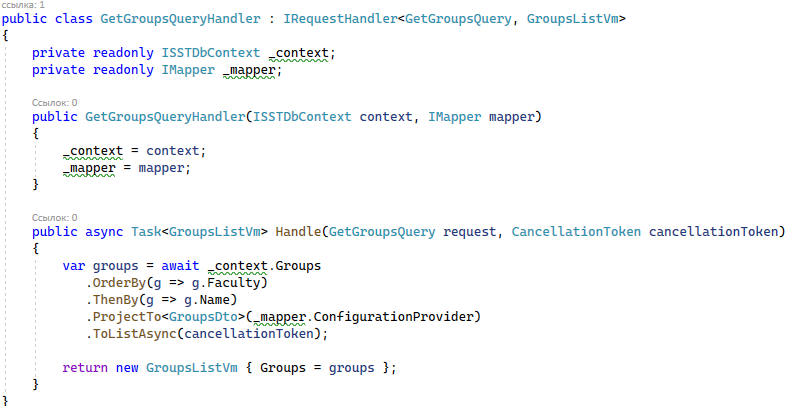 ссылка: 1
public class GetGroupsQueryHandler : IRequestHandler<GetGroupsQuery, GroupsListVm>
{
    private readonly ISSTDbContext _context;
    private readonly IMapper _mapper;

    Ссылок: 0
    public GetGroupsQueryHandler(ISSTDbContext context, IMapper mapper)
    {
        _context = context;
        _mapper = mapper;
    }

    Ссылок: 0
    public async Task<GroupsListVm> Handle(GetGroupsQuery request, CancellationToken cancellationToken)
    {
        var groups = await _context.Groups
           .OrderBy(g => g.Faculty)
           .ThenBy(g => g.Name)
           .ProjectTo<GroupsDto>(_mapper.ConfigurationProvider)
           .ToListAsync(cancellationToken);

        return new GroupsListVm { Groups = groups };
    }
}